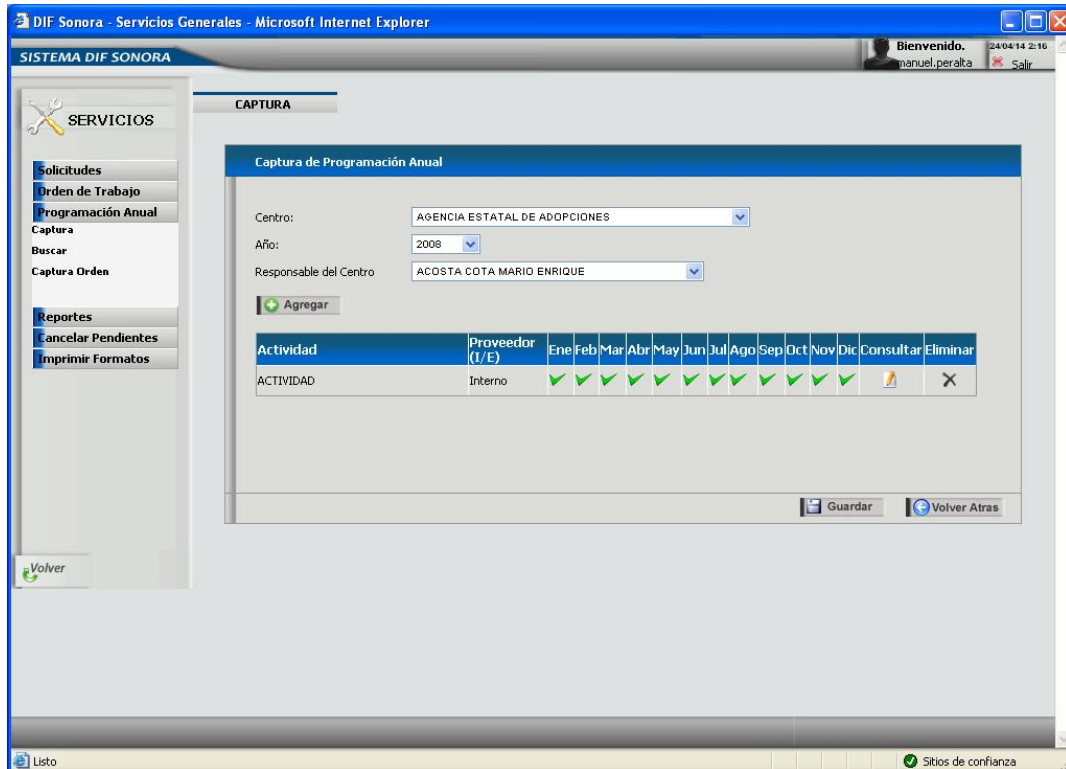 DIF Sonora - Servicios Generales - Microsoft Internet Explorer
SISTEMA DIF SONORA
Bienvenido.
manuel.peralta
24/04/14 2:16
Salir
SERVICIOS
Solicitudes
Orden de Trabajo
Programación Anual
Captura
Buscar
Captura Orden
Reportes
Cancelar Pendientes
Imprimir Formatos
Volver
CAPTURA
Captura de Programación Anual
Centro: AGENCIA ESTATAL DE ADOPCIONES
Año: 2008
Responsable del Centro ACOSTA COTA MARIO ENRIQUE
Agregar
Actividad Proveedor (I/E) Ene Feb Mar Abr May Jun Jul Ago Sep Oct Nov Dic Consultar Eliminar
ACTIVIDAD Interno
Guardar Volver Atras
Listo Sitios de confianza